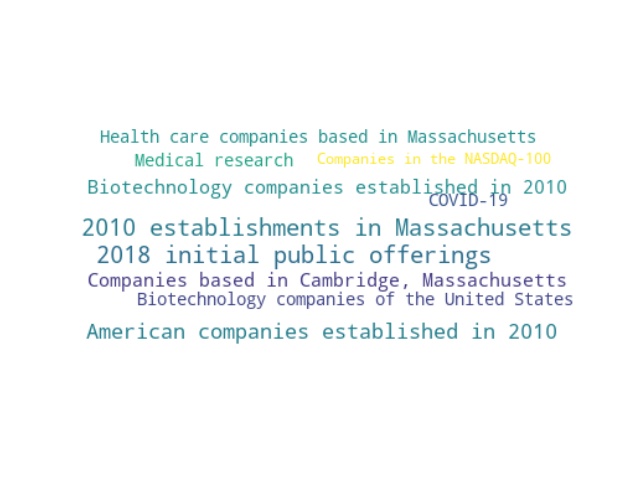 Health care companies based in Massachusetts
Medical research
Companies in the NASDAQ-100
Biotechnology companies established in 2010
COVID-19
2010 establishments in Massachusetts
2018 initial public offerings
Companies based in Cambridge, Massachusetts
Biotechnology companies of the United States
American companies established in 2010